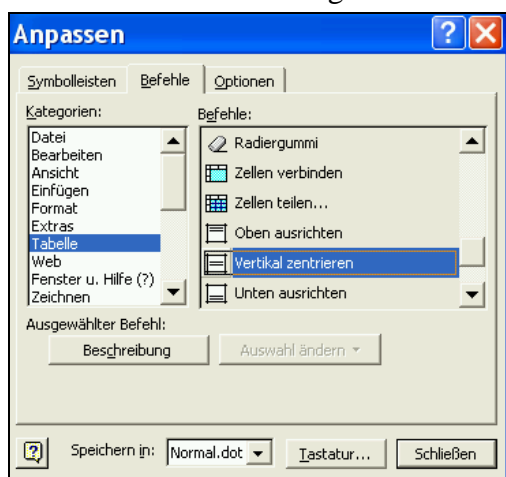 Anpassen
Symbolleisten Befehle Optionen
Kategorien:
Datei
Bearbeiten
Ansicht
Einfügen
Format
Extras
Tabelle
Web
Fenster u. Hilfe (?)
Zeichnen
Befehle:
Radiergummi
Zellen verbinden
Zellen teilen...
Oben ausrichten
Vertikal zentrieren
Unten ausrichten
Ausgewählter Befehl:
Beschreibung Auswahl ändern
Speichern in: Normal.dot Tastatur... Schließen